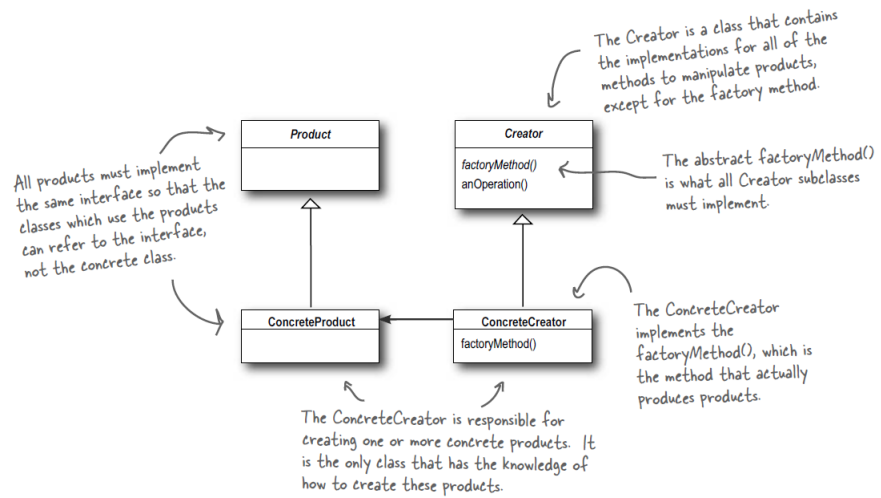 The Creator is a class that contains
the implementations for all of the
methods to manipulate products,
except for the factory method.
Product
Creator
factoryMethod()
anOperation()
All products must implement
the same interface so that the
classes which use the products
can refer to the interface,
not the concrete class.
The abstract factoryMethod()
is what all Creator subclasses
must implement.
ConcreteProduct
ConcreteCreator
factoryMethod()
The ConcreteCreator
implements the
factoryMethod(), which is
the method that actually
produces products.
The ConcreteCreator is responsible for
creating one or more concrete products. It
is the only class that has the knowledge of
how to create these products.